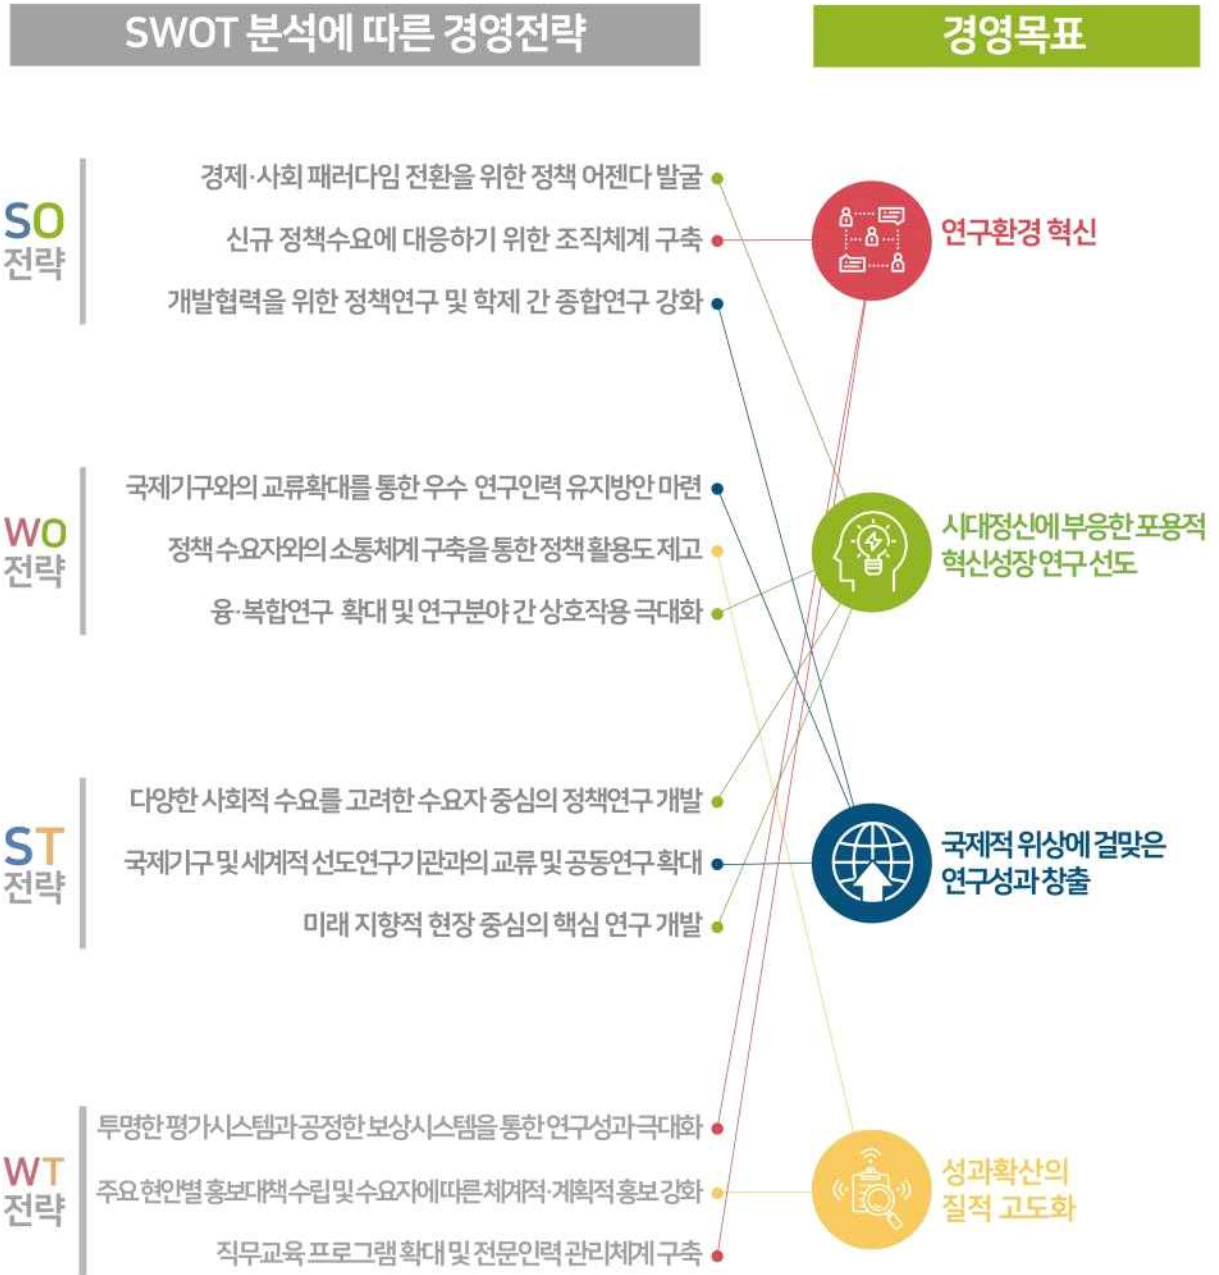 SWOT 분석에 따른 경영전략
경영목표
SO
전략
경제·사회 패러다임 전환을 위한 정책 어젠다 발굴
신규 정책수요에 대응하기 위한 조직체계 구축
개발협력을 위한 정책연구 및 학제 간 종합연구 강화
연구환경 혁신
WO
전략
국제기구와의 교류확대를 통한 우수 연구인력 유지방안 마련
정책 수요자와의 소통체계 구축을 통한 정책 활용도 제고
융·복합연구 확대 및 연구분야 간 상호작용 극대화
시대정신에 부응한 포용적
혁신성장 연구 선도
ST
전략
다양한 사회적 수요를 고려한 수요자 중심의 정책연구 개발
국제기구 및 세계적 선도연구기관과의 교류 및 공동연구 확대
미래 지향적 현장 중심의 핵심 연구 개발
국제적 위상에 걸맞은
연구성과 창출
WT
전략
투명한 평가시스템과 공정한 보상시스템을 통한 연구성과 극대화
주요 현안별 홍보대책 수립 및 수요자에 따른 체계적·계획적 홍보 강화
직무교육 프로그램 확대 및 전문인력 관리체계 구축
성과확산의
질적 고도화